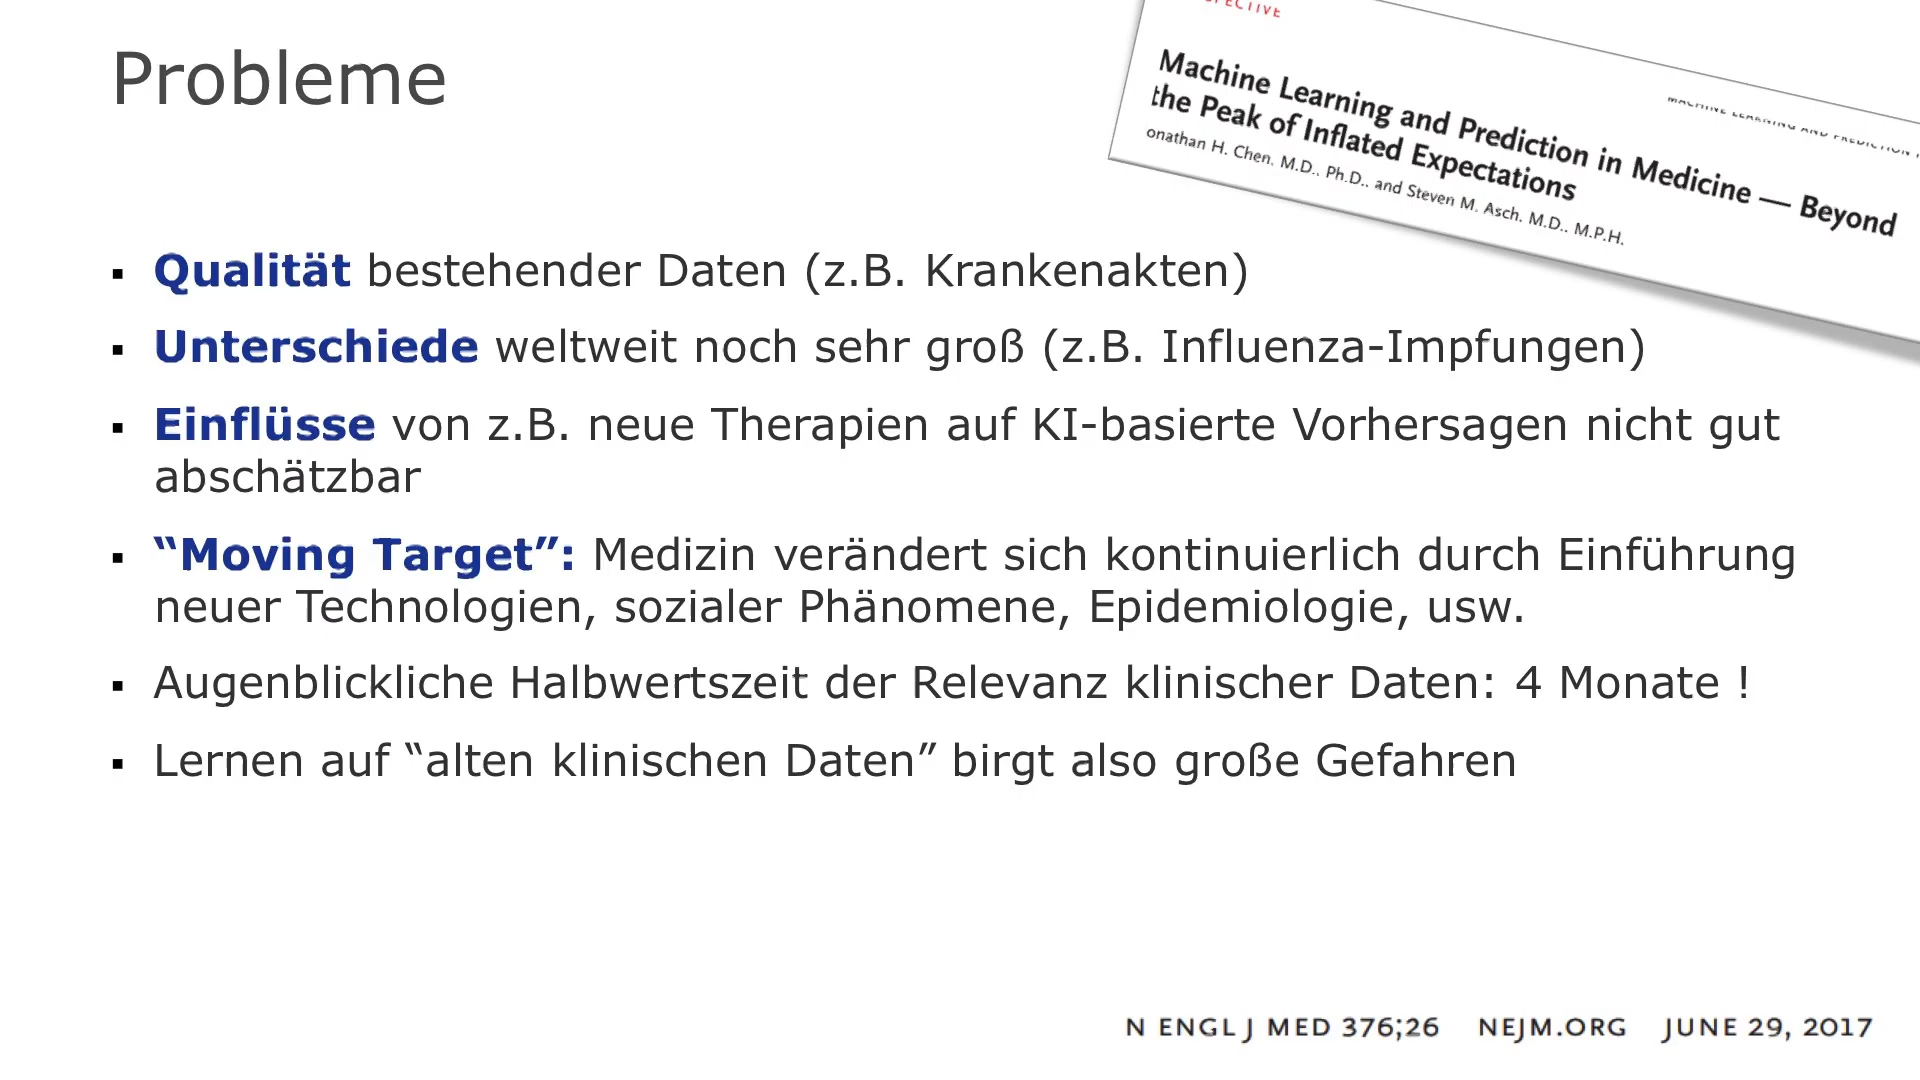 Probleme
Machine Learning and Prediction in Medicine — Beyond
the Peak of Inflated Expectations
onathan H. Chen, M.D., Ph.D., and Steven M. Asch, M.D., M.P.H.
▪ Qualität bestehender Daten (z.B. Krankenakten)
▪ Unterschiede weltweit noch sehr groß (z.B. Influenza-Impfungen)
▪ Einflüsse von z.B. neue Therapien auf KI-basierte Vorhersagen nicht gut
abschätzbar
▪ “Moving Target”: Medizin verändert sich kontinuierlich durch Einführung
neuer Technologien, sozialer Phänomene, Epidemiologie, usw.
▪ Augenblickliche Halbwertszeit der Relevanz klinischer Daten: 4 Monate !
▪ Lernen auf “alten klinischen Daten” birgt also große Gefahren
N ENGL J MED 376;26 NEJM.ORG JUNE 29, 2017